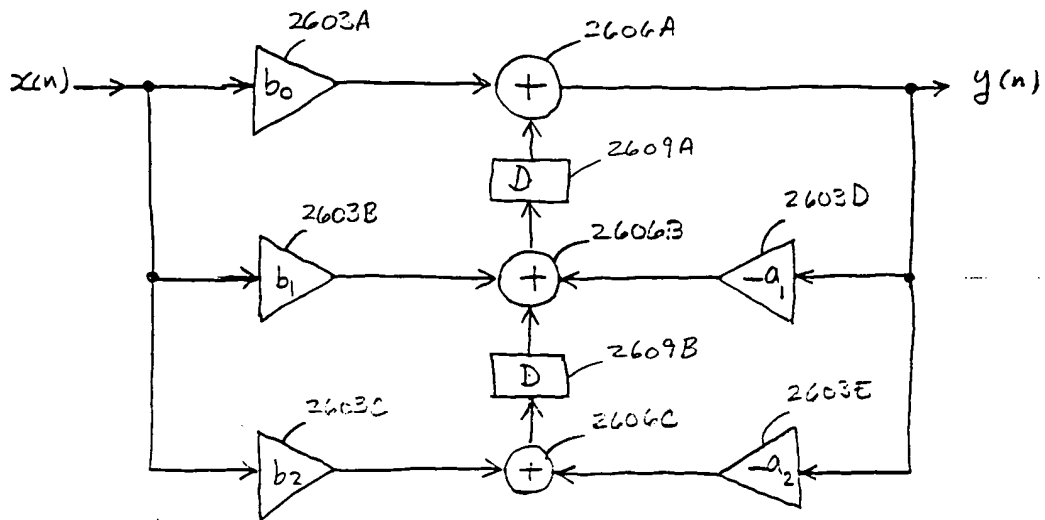 2603A
2606A
x(n)
b0
+
y(n)
2609A
D
2603B
2606B
2603D
b1
+
-a1
2609B
D
2603C
2606C
2603E
b2
+
-a2